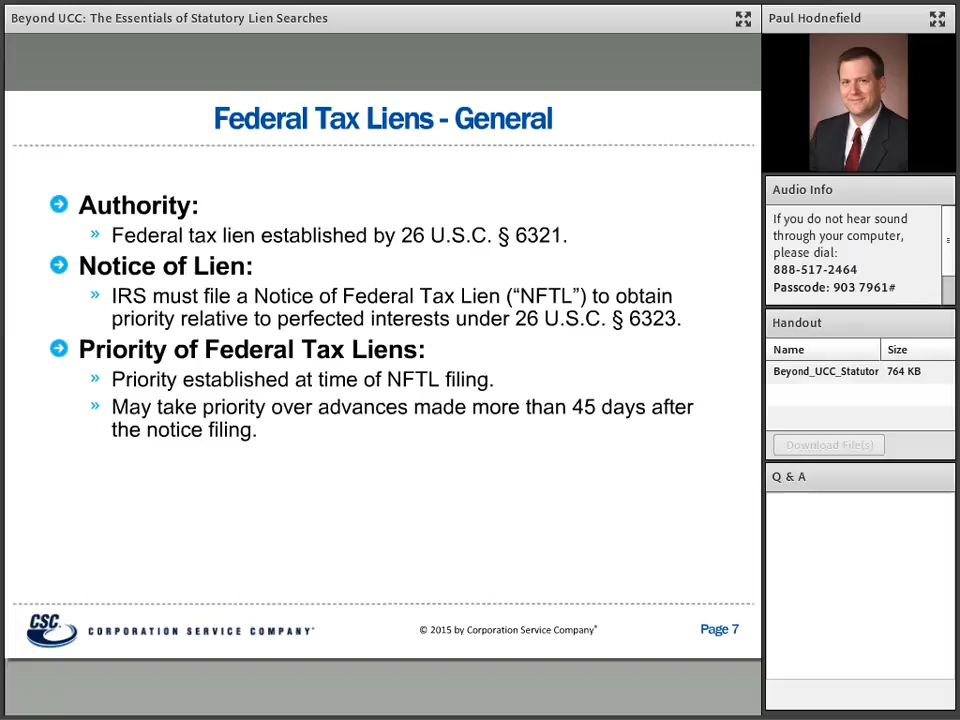 Beyond UCC: The Essentials of Statutory Lien Searches
Federal Tax Liens - General
Authority:
» Federal tax lien established by 26 U.S.C. § 6321.
Notice of Lien:
» IRS must file a Notice of Federal Tax Lien (“NFTL”) to obtain
priority relative to perfected interests under 26 U.S.C. § 6323.
Priority of Federal Tax Liens:
» Priority established at time of NFTL filing.
» May take priority over advances made more than 45 days after
the notice filing.
CSC.
CORPORATION SERVICE COMPANY®
© 2015 by Corporation Service Company®
Page 7
Paul Hodnefield
Audio Info
If you do not hear sound
through your computer,
please dial:
888-517-2464
Passcode: 903 7961#
Handout
Name Size
Beyond_UCC_Statutor 764 KB
Download File(s)
Q & A